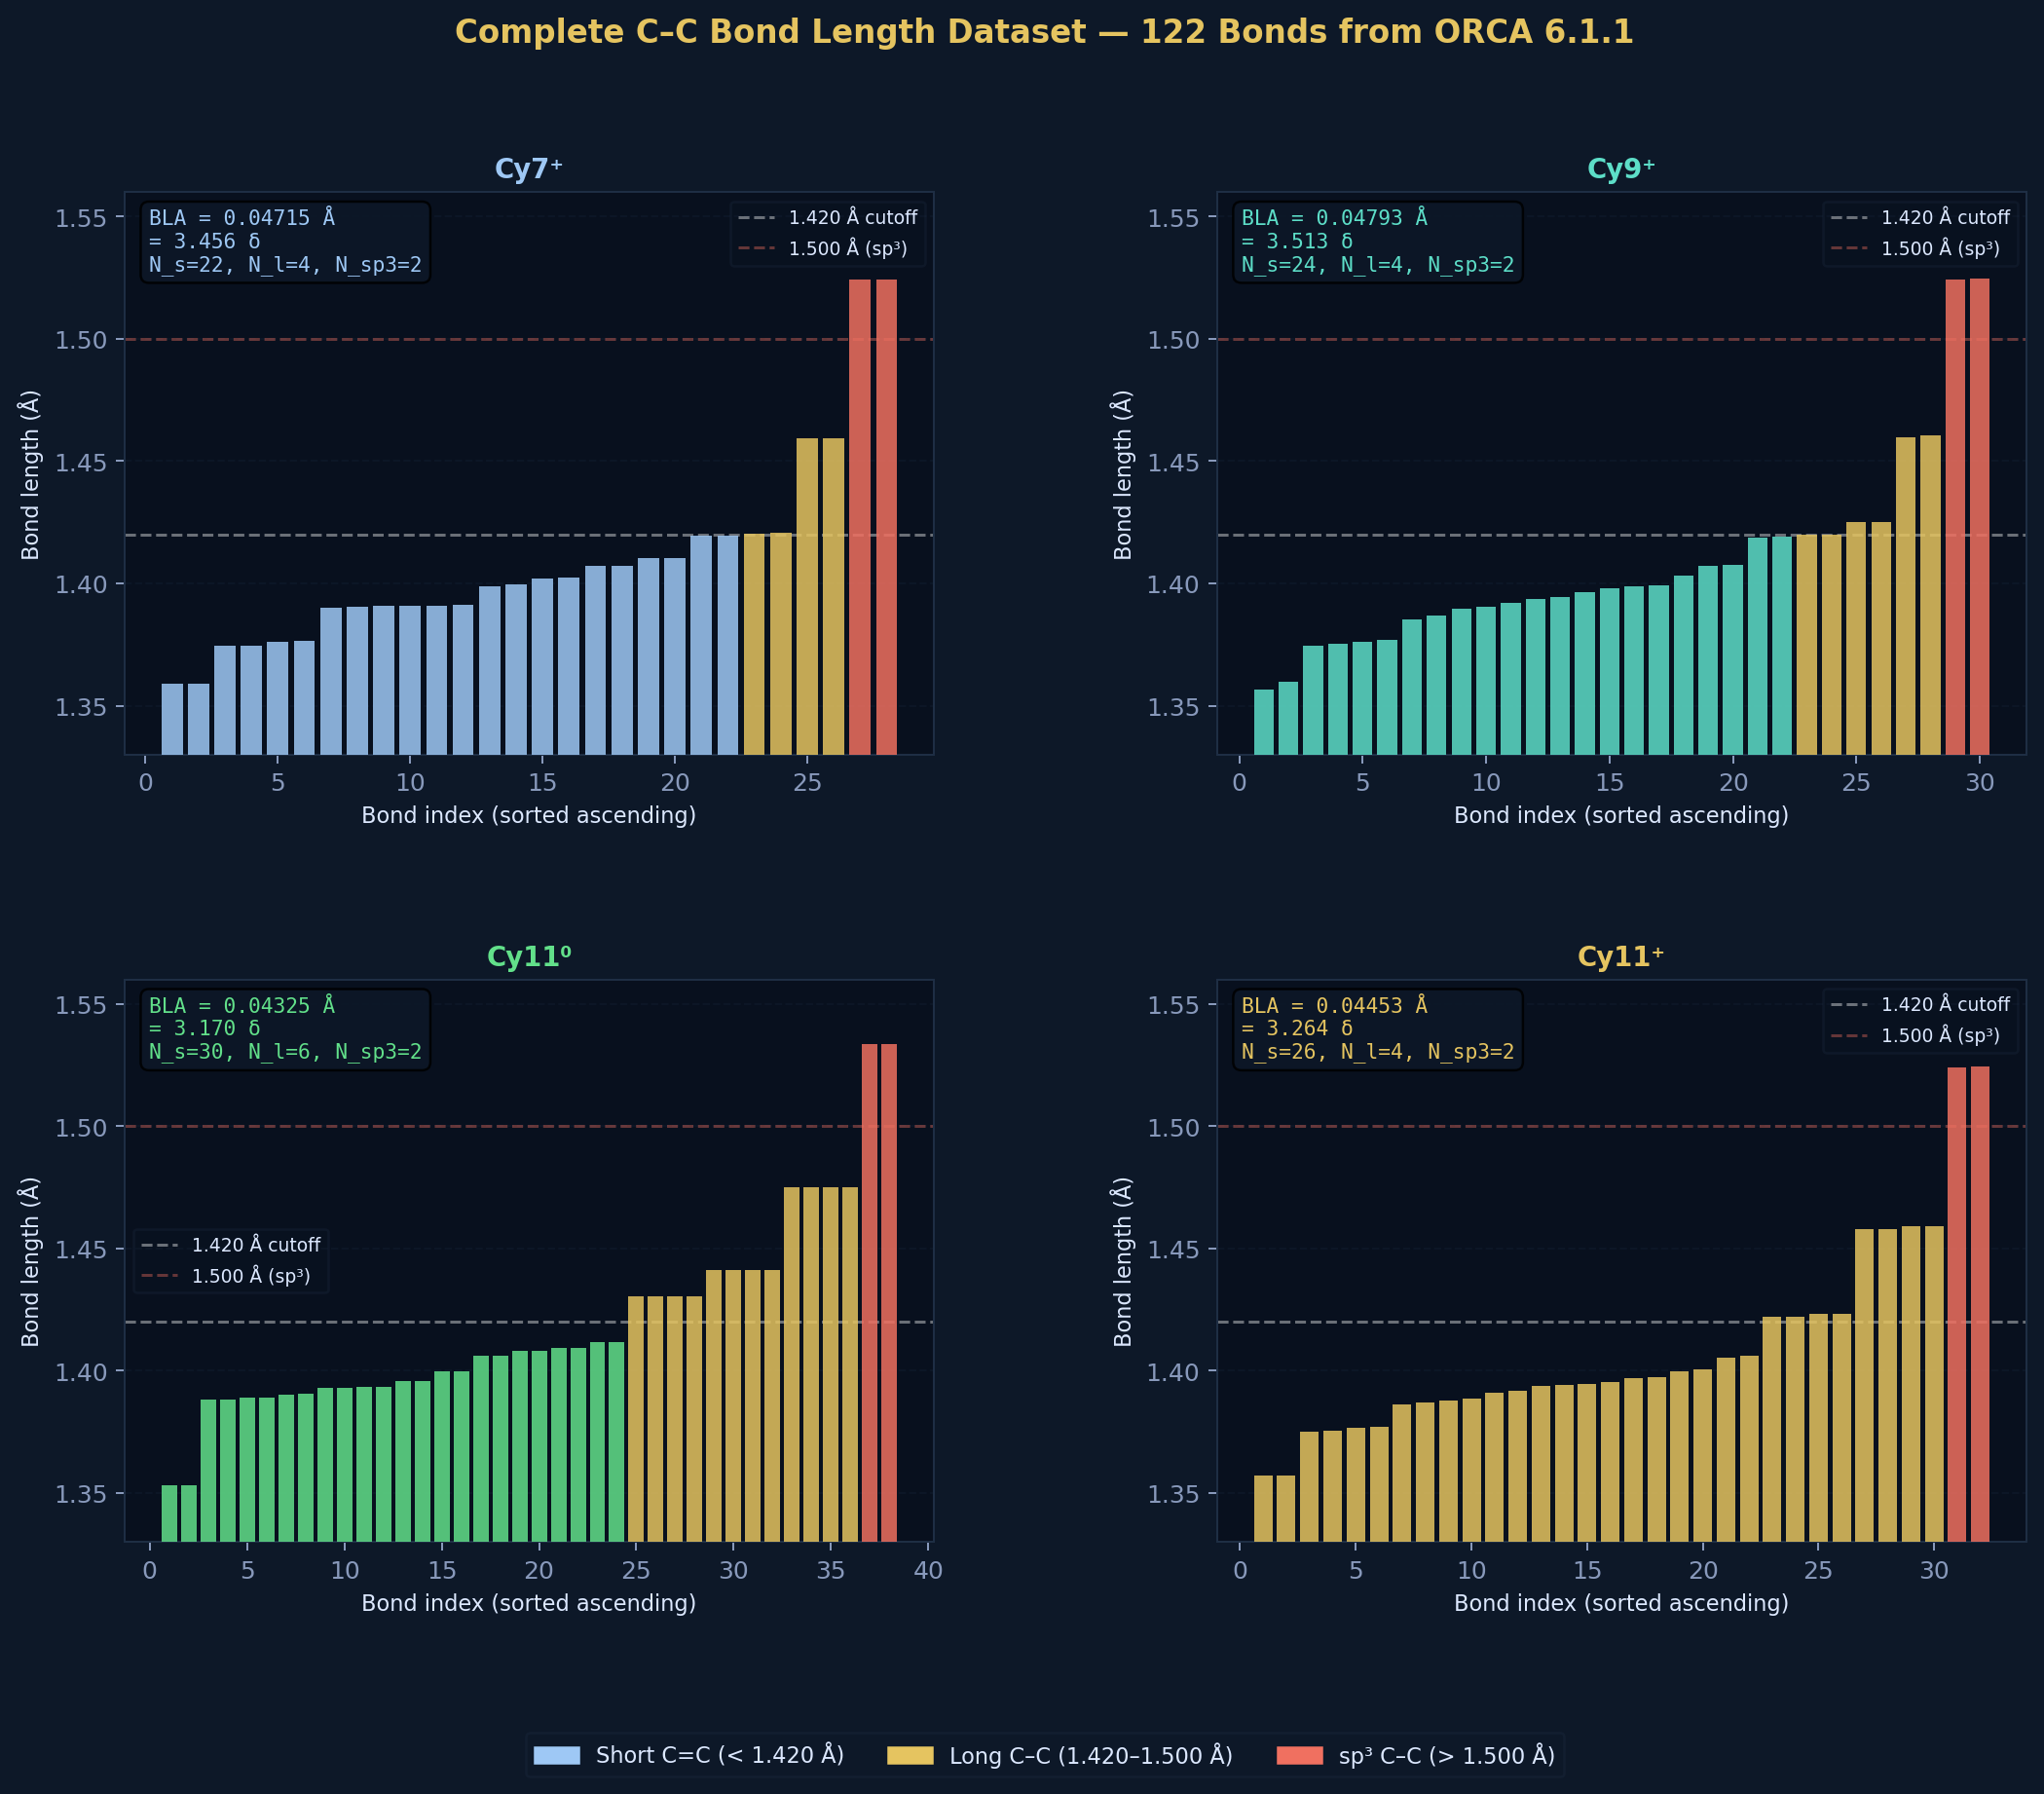 Complete C–C Bond Length Dataset — 122 Bonds from ORCA 6.1.1
Cy7⁺
BLA = 0.04715 Å
= 3.456 δ
N_s=22, N_l=4, N_sp3=2
1.420 Å cutoff
1.500 Å (sp³)
Bond length (Å)
1.55
1.50
1.45
1.40
1.35
0 5 10 15 20 25
Bond index (sorted ascending)
Cy9⁺
BLA = 0.04793 Å
= 3.513 δ
N_s=24, N_l=4, N_sp3=2
1.420 Å cutoff
1.500 Å (sp³)
Bond length (Å)
1.55
1.50
1.45
1.40
1.35
0 5 10 15 20 25 30
Bond index (sorted ascending)
Cy11⁰
BLA = 0.04325 Å
= 3.170 δ
N_s=30, N_l=6, N_sp3=2
1.420 Å cutoff
1.500 Å (sp³)
Bond length (Å)
1.55
1.50
1.45
1.40
1.35
0 5 10 15 20 25 30 35 40
Bond index (sorted ascending)
Cy11⁺
BLA = 0.04453 Å
= 3.264 δ
N_s=26, N_l=4, N_sp3=2
1.420 Å cutoff
1.500 Å (sp³)
Bond length (Å)
1.55
1.50
1.45
1.40
1.35
0 5 10 15 20 25 30
Bond index (sorted ascending)
Short C=C (< 1.420 Å)
Long C–C (1.420–1.500 Å)
sp³ C–C (> 1.500 Å)